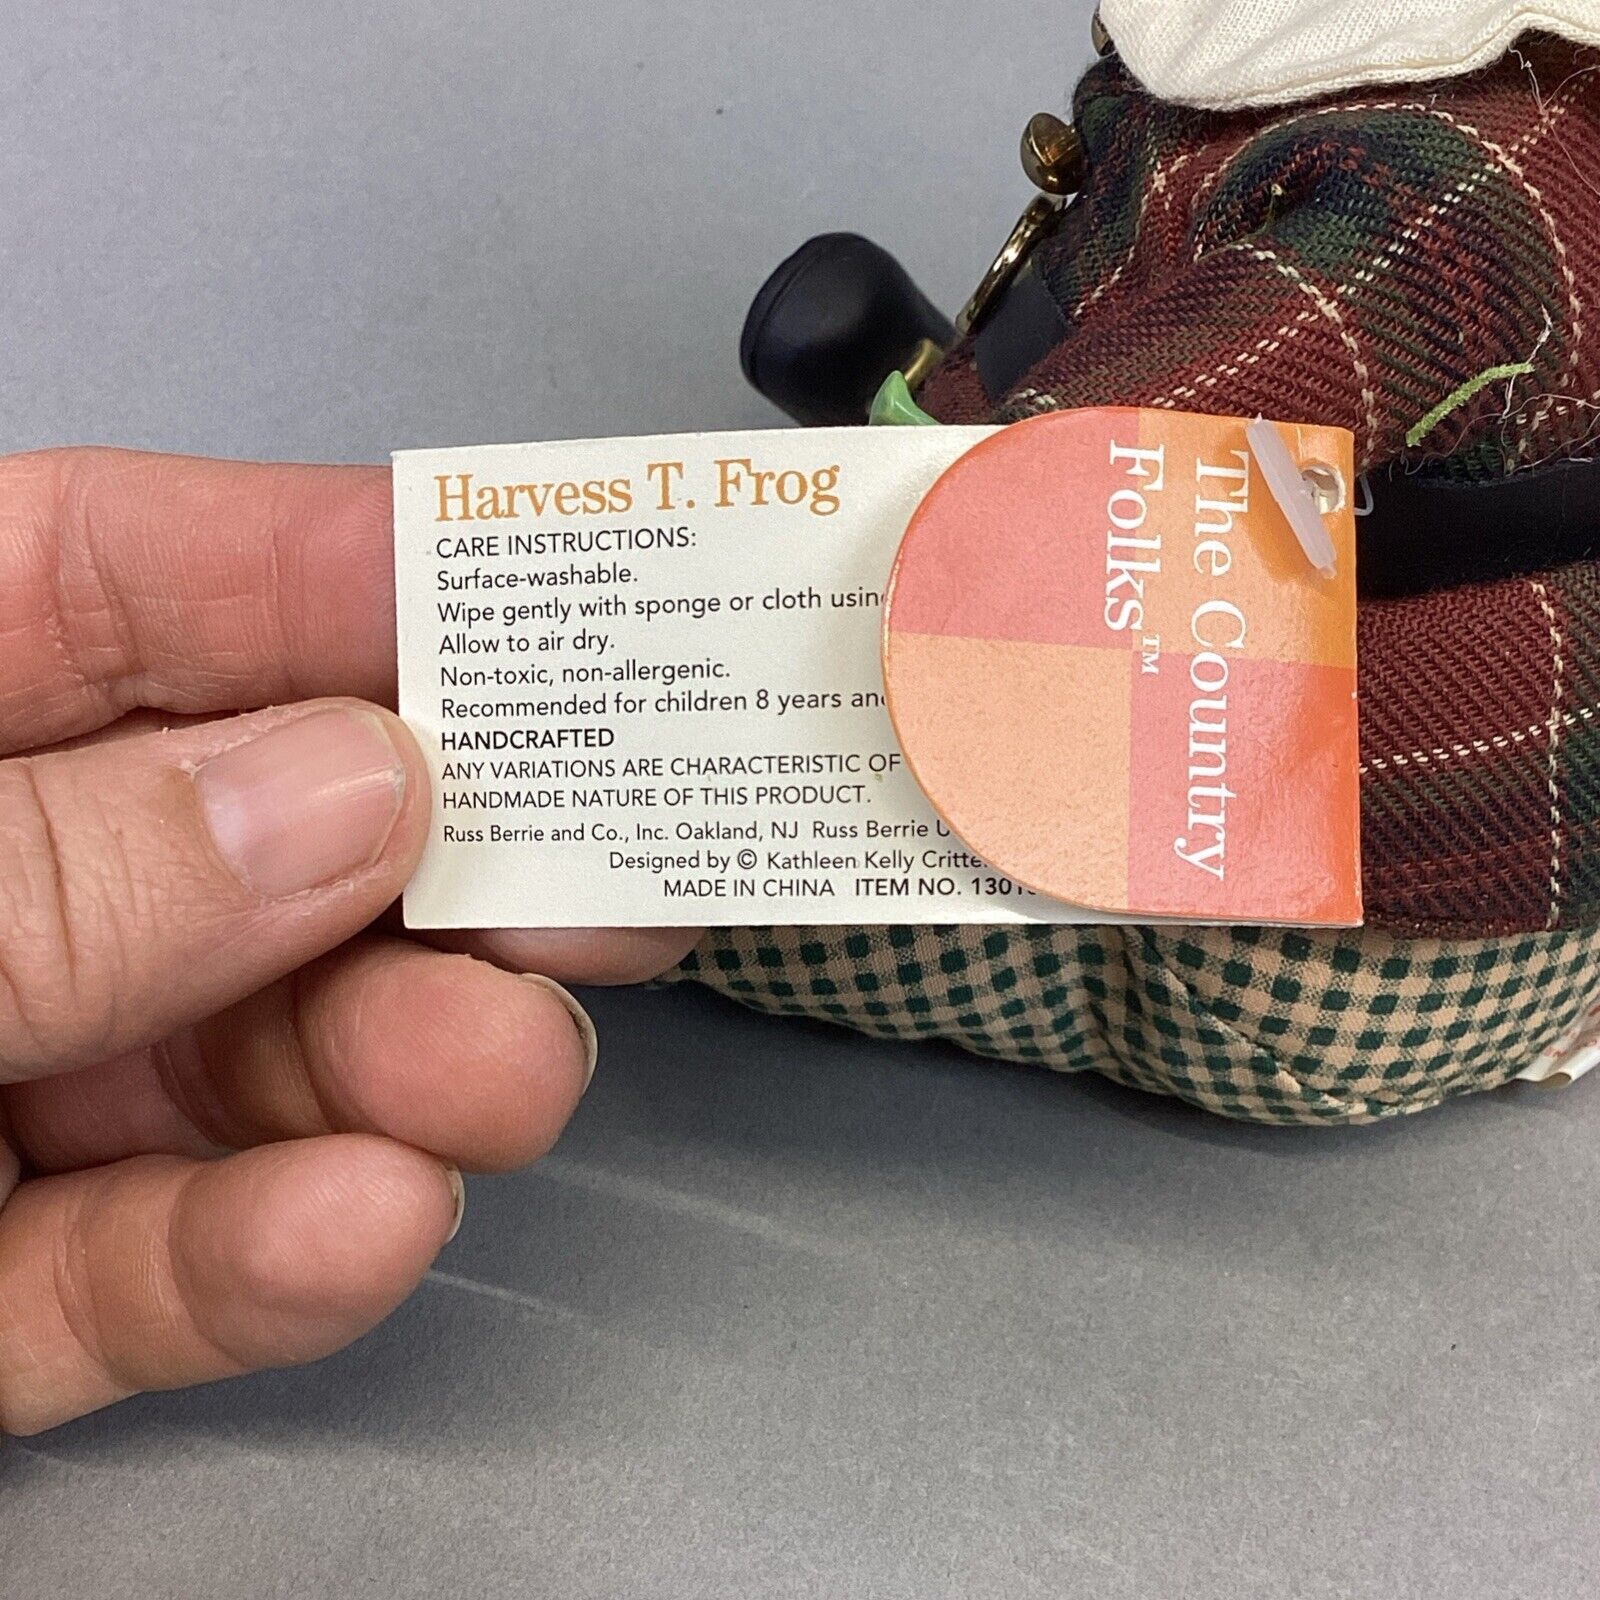 Harvess T. Frog
CARE INSTRUCTIONS:
Surface-washable.
Wipe gently with sponge or cloth
Allow to air dry.
Non-toxic, non-allergenic.
Recommended for children 8 years
HANDCRAFTED
ANY VARIATIONS ARE CHARACTERISTIC OF
HANDMADE NATURE OF THIS PRODUCT.
Russ Berrie and Co., Inc. Oakland, NJ Russ Berrie
Designed by © Kathleen Kelly
MADE IN CHINA ITEM NO.
The Country
Folks™